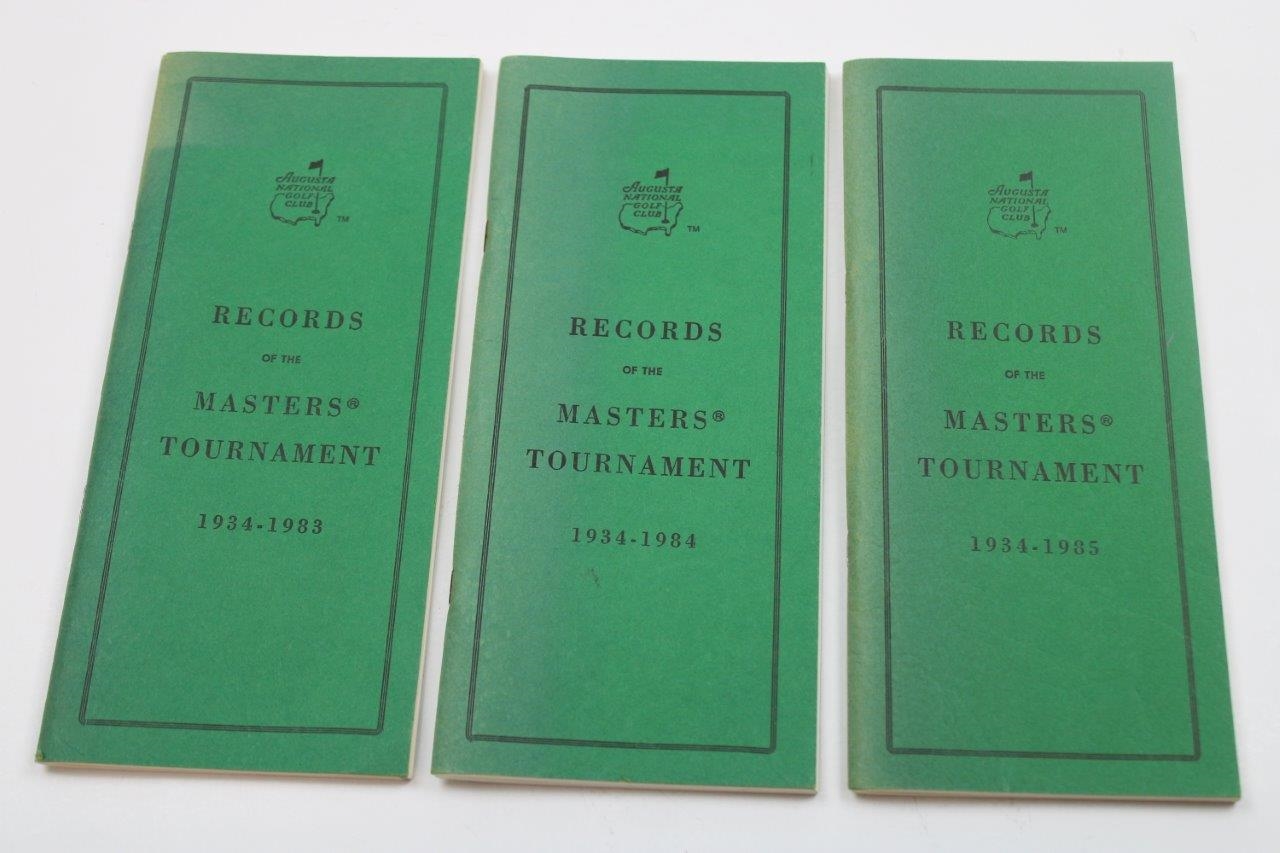 AUGUSTA
NATIONAL
GOLF
CLUB
TM
RECORDS
OF THE
MASTERS®
TOURNAMENT
1934-1983
AUGUSTA
NATIONAL
GOLF
CLUB
TM
RECORDS
OF THE
MASTERS®
TOURNAMENT
1934-1984
AUGUSTA
NATIONAL
GOLF
CLUB
TM
RECORDS
OF THE
MASTERS®
TOURNAMENT
1934-1985